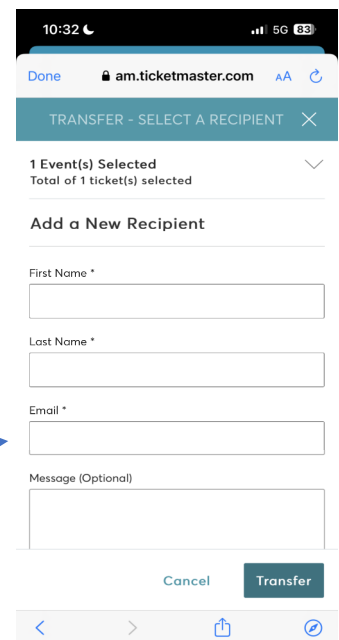 10:32 5G 83
Done am.ticketmaster.com AA
TRANSFER - SELECT A RECIPIENT
1 Event(s) Selected
Total of 1 ticket(s) selected
Add a New Recipient
First Name *
Last Name *
Email *
Message (Optional)
Cancel Transfer